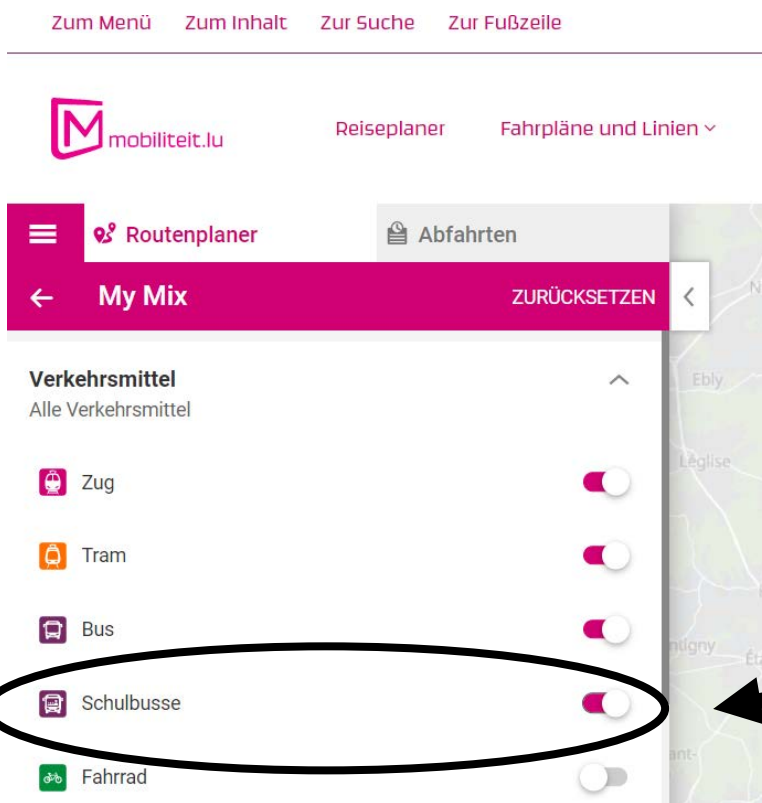 Zum Menü Zum Inhalt Zur Suche Zur Fußzeile
mobiliteit.lu Reiseplaner Fahrpläne und Linien
Routenplaner Abfahrten
My Mix ZURÜCKSETZEN
Verkehrsmittel
Alle Verkehrsmittel
Ebly
Léglise
Zug
Tram
Bus
Schulbusse
Fahrrad